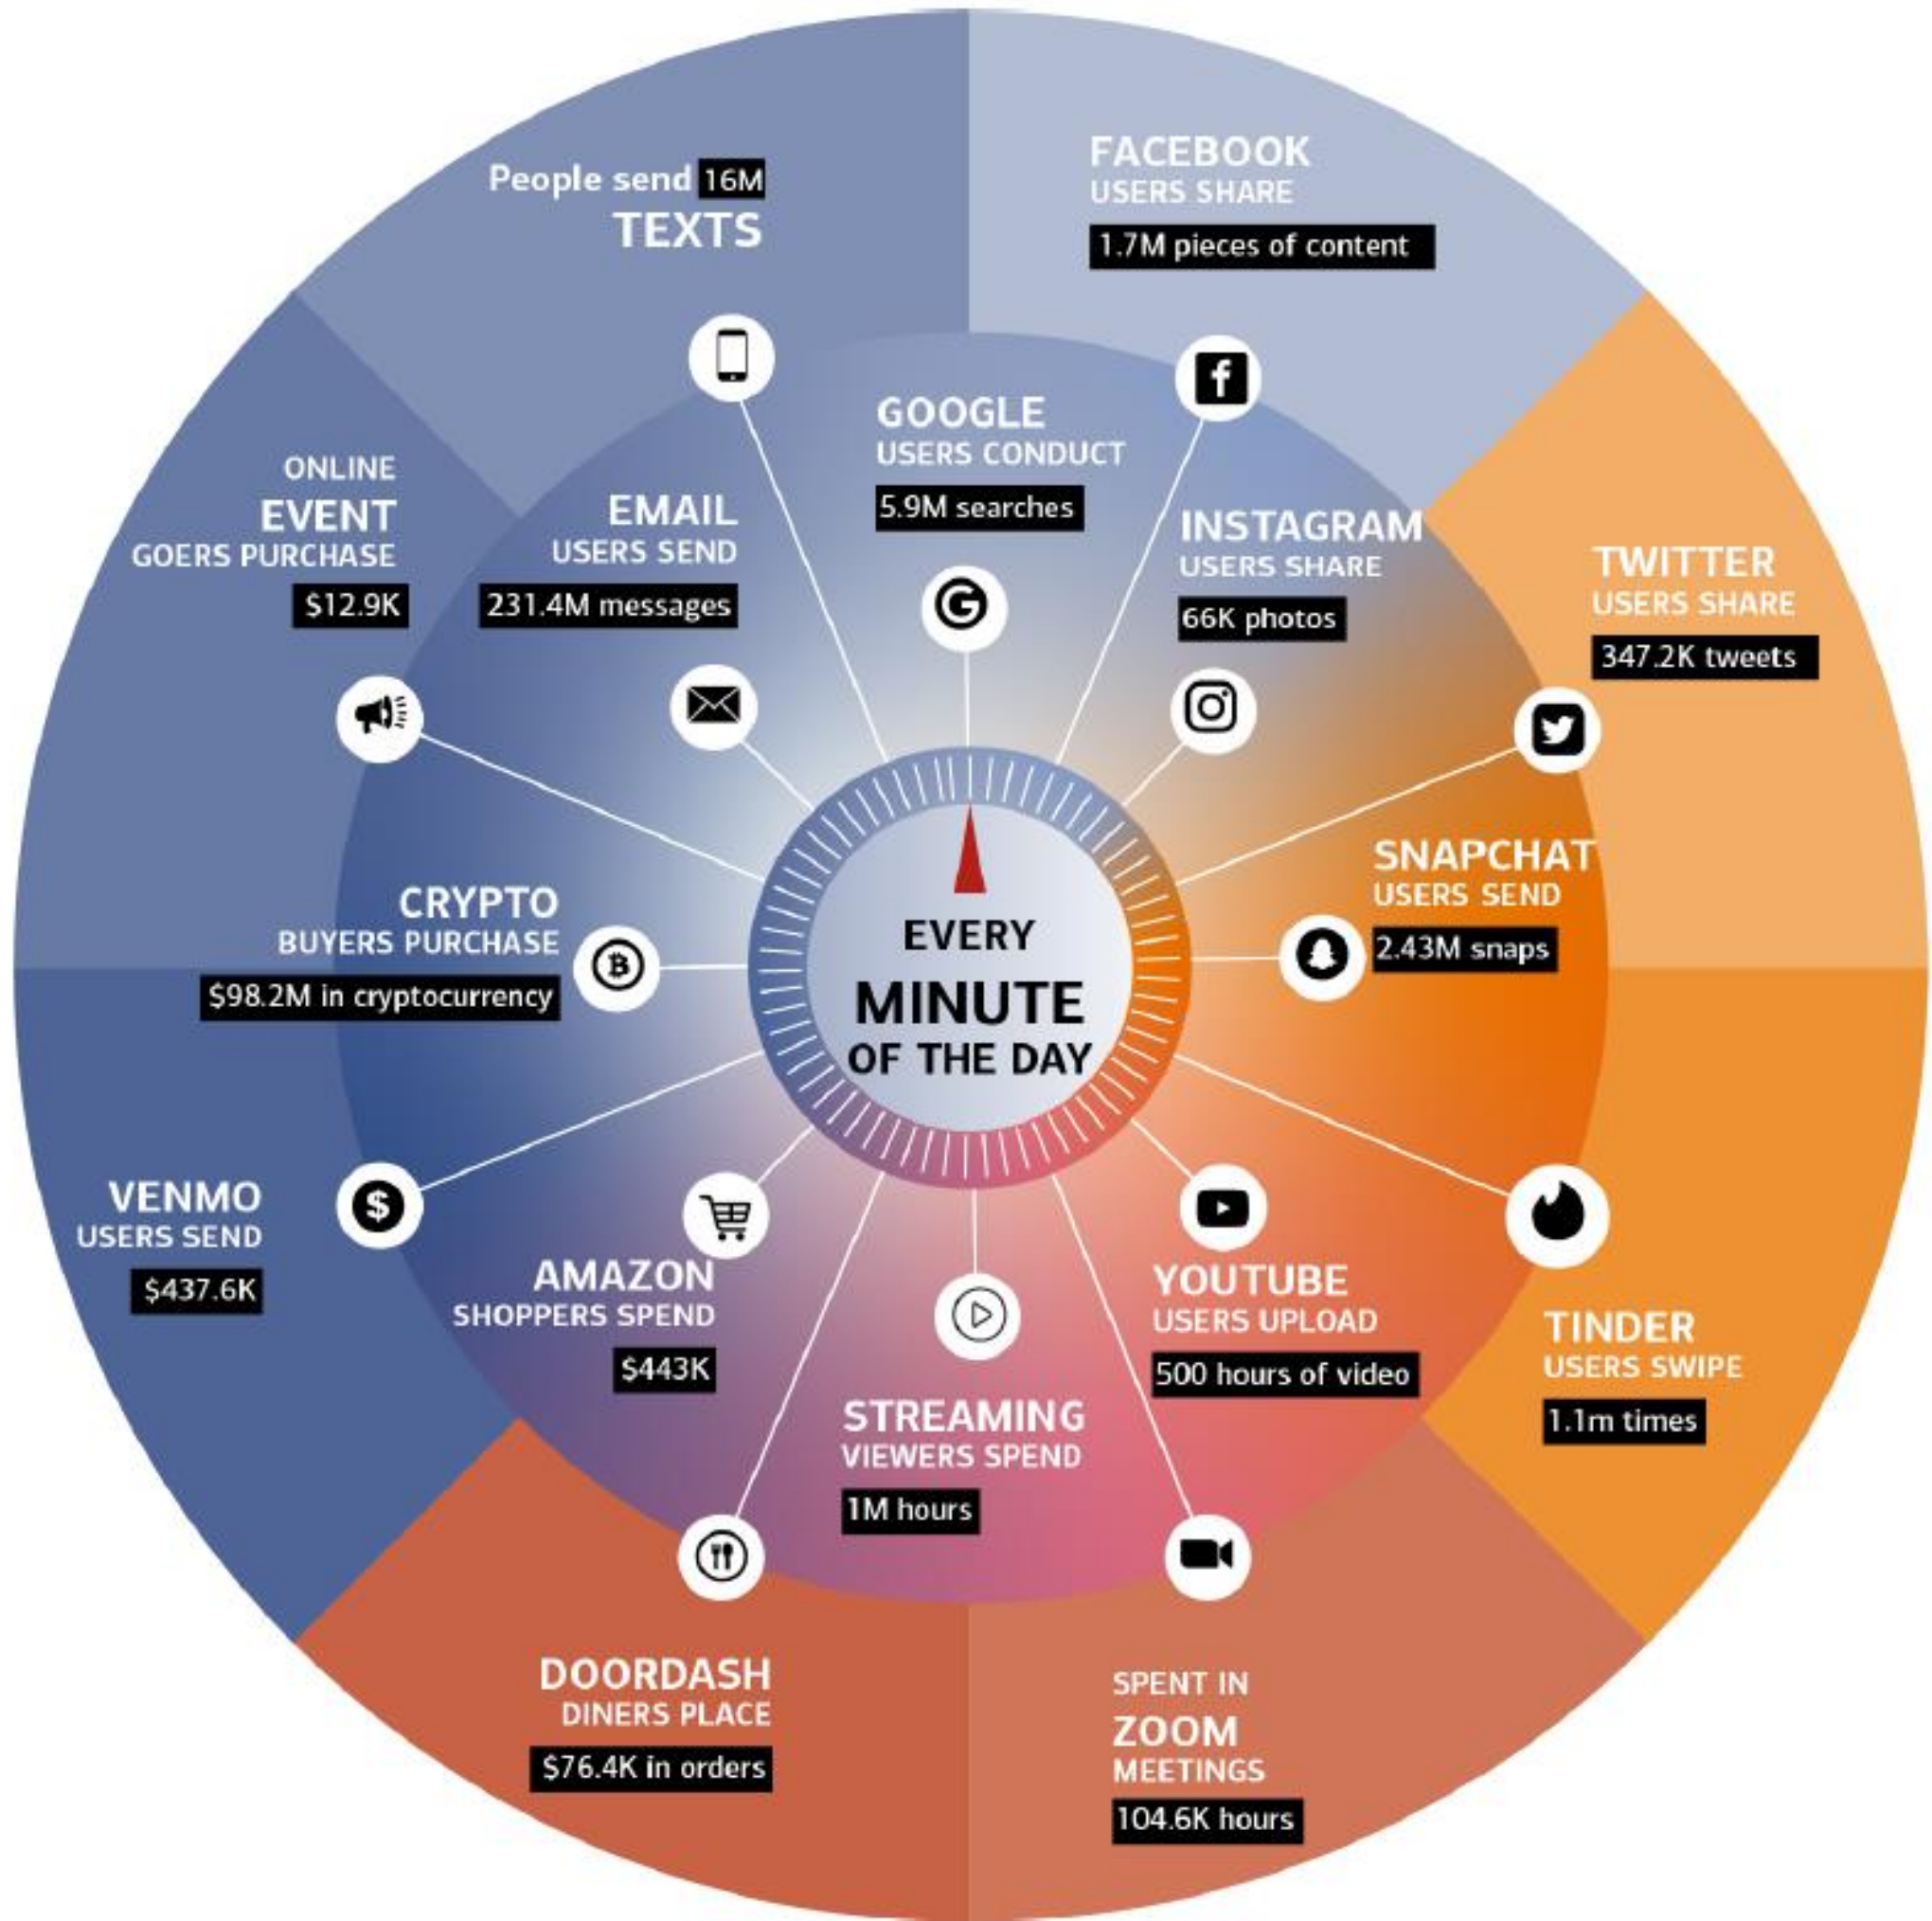 People send 16M
TEXTS
FACEBOOK
USERS SHARE
1.7M pieces of content
GOOGLE
USERS CONDUCT
5.9M searches
ONLINE
EVENT
GOERS PURCHASE
$12.9K
EMAIL
USERS SEND
231.4M messages
INSTAGRAM
USERS SHARE
66K photos
TWITTER
USERS SHARE
347.2K tweets
CRYPTO
BUYERS PURCHASE
$98.2M in cryptocurrency
EVERY
MINUTE
OF THE DAY
SNAPCHAT
USERS SEND
2.43M snaps
VENMO
USERS SEND
$437.6K
AMAZON
SHOPPERS SPEND
$443K
STREAMING
VIEWERS SPEND
1M hours
YOUTUBE
USERS UPLOAD
500 hours of video
TINDER
USERS SWIPE
1.1m times
DOORDASH
DINERS PLACE
$76.4K in orders
SPENT IN
ZOOM
MEETINGS
104.6K hours